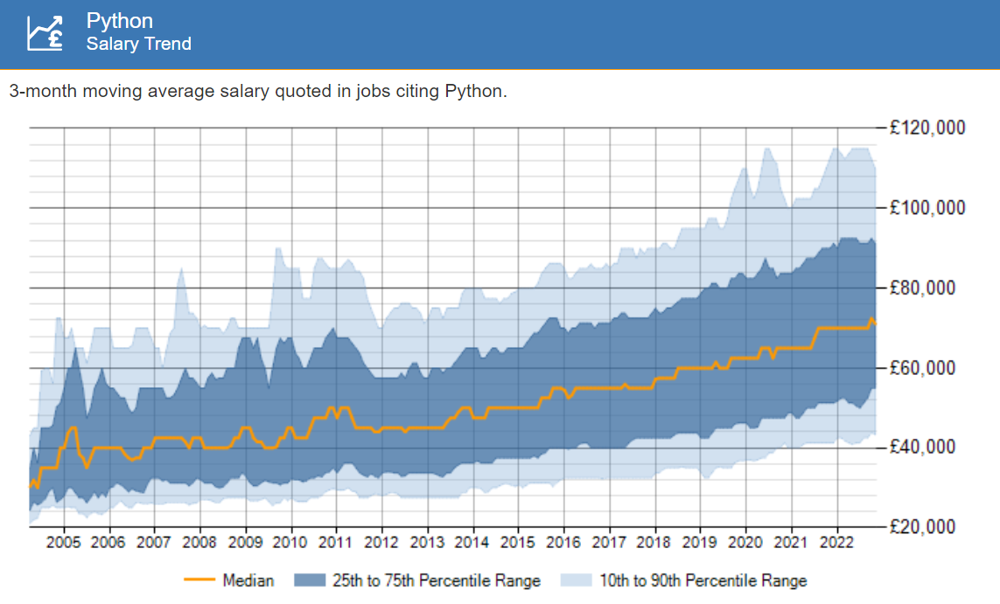 Python
Salary Trend
3-month moving average salary quoted in jobs citing Python.
£120,000
£100,000
£80,000
£60,000
£40,000
£20,000
2005 2006 2007 2008 2009 2010 2011 2012 2013 2014 2015 2016 2017 2018 2019 2020 2021 2022
Median 25th to 75th Percentile Range 10th to 90th Percentile Range